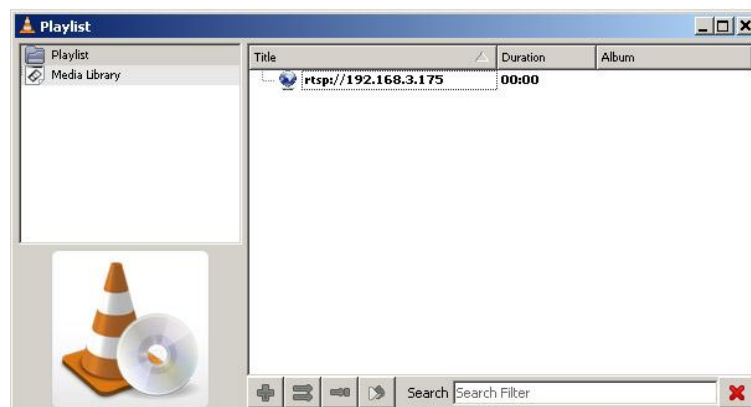 Playlist
Playlist
Media Library
Title Duration Album
rtsp://192.168.3.175 00:00
Search Search Filter